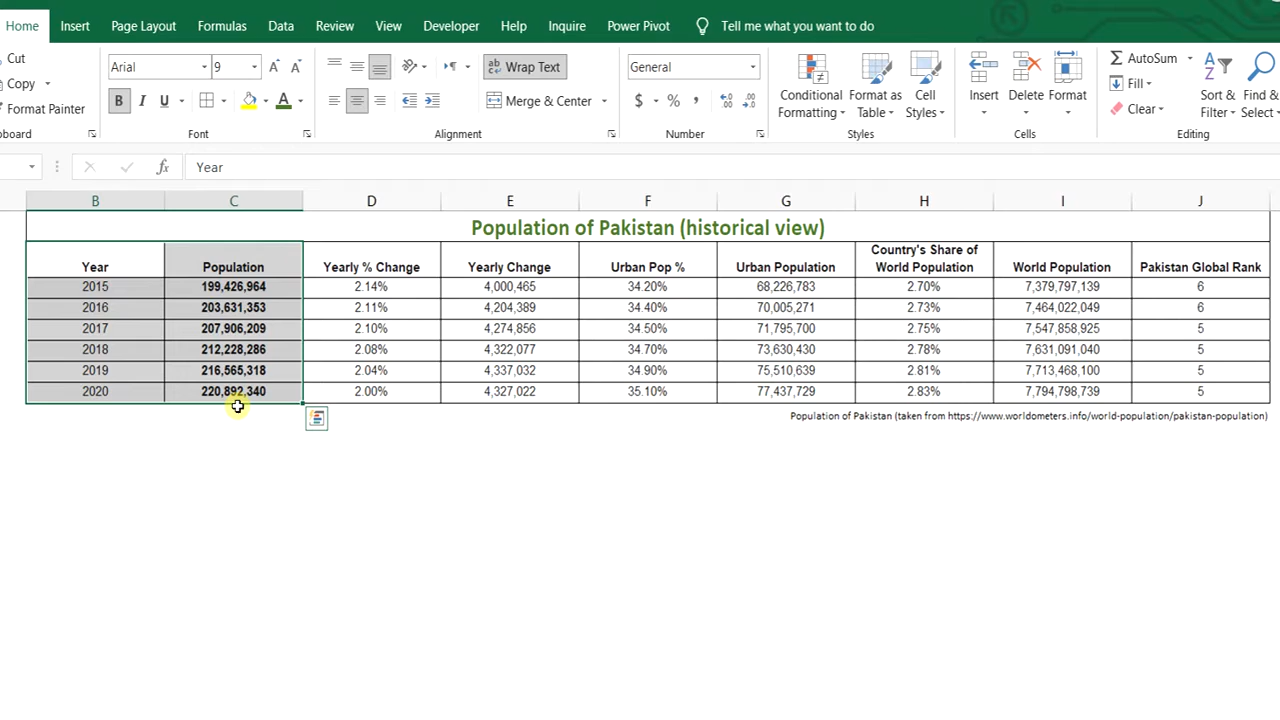 Home Insert Page Layout Formulas Data Review View Developer Help Inquire Power Pivot Tell me what you want to do
Cut
Copy
Format Painter
Arial 9
B I U A
Wrap Text
Merge & Center
General
$ % ,
Conditional Formatting
Format as Table
Cell Styles
Insert Delete Format
AutoSum
Fill
Clear
Sort & Filter
Find & Select
Font Alignment Number Styles Cells Editing
fx Year
B C D E F G H I J
Population of Pakistan (historical view)
Year Population Yearly % Change Yearly Change Urban Pop % Urban Population Country's Share of World Population World Population Pakistan Global Rank
2015 199,426,964 2.14% 4,000,465 34.20% 68,226,783 2.70% 7,379,797,139 6
2016 203,631,353 2.11% 4,204,389 34.40% 70,005,271 2.73% 7,464,022,049 6
2017 207,906,209 2.10% 4,274,856 34.50% 71,795,700 2.75% 7,547,858,925 5
2018 212,228,286 2.08% 4,322,077 34.70% 73,630,430 2.78% 7,631,091,040 5
2019 216,565,318 2.04% 4,337,032 34.90% 75,510,639 2.81% 7,713,468,100 5
2020 220,892,340 2.00% 4,327,022 35.10% 77,437,729 2.83% 7,794,798,739 5
Population of Pakistan (taken from https://www.worldometers.info/world-population/pakistan-population)